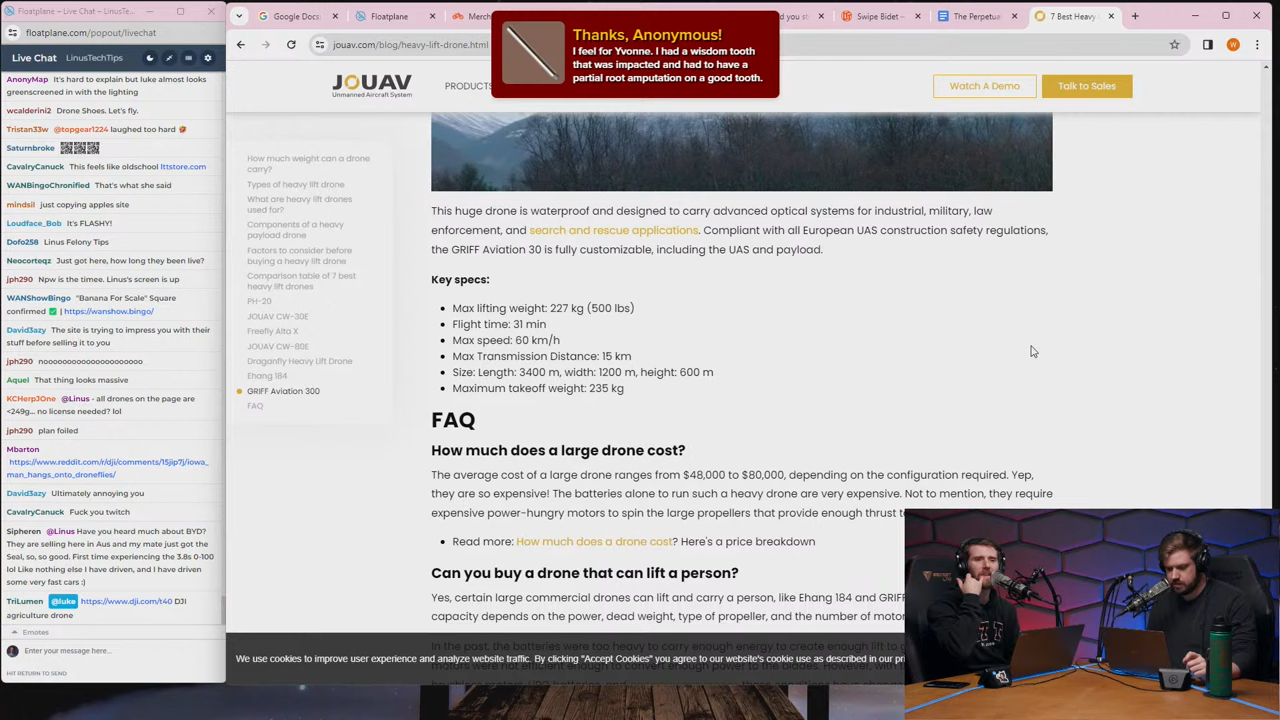 Floatplane
floatplane.com/popout/livechat
Live Chat LinusTechTips
AnonyMap It's hard to explain but luke almost looks
greenscreened in with the lighting
wcalderini2 Drone Shoes. Let's fly.
Tristan33w @topgear1224 laughed too hard
Saturnbroke
CavalryCanuck This feels like oldschool lttstore.com
WANBingoChronified That's what she said
mindsil just copying apples site
Loudface_Bob It's FLASHY!
Dofo258 Linus Felony Tips
Neocorteqz Just got here, how long they been live?
jph290 Npw is the timee. Linus's screen is up
WANShowBingo "Banana For Scale" Square
confirmed ✅ | https://wanshow.bingo/
David3azy The site is trying to impress you with their
stuff before selling it to you
jph290 nooooooooooooooooooooo
Aquel That thing looks massive
KCHerpJOne @Linus - all drones on the page are
<249g... no license needed? lol
jph290 plan foiled
Mbarton
https://www.reddit.com/r/dji/comments/15jip7j/iowa_
man_hangs_onto_droneflies/
David3azy Ultimately annoying you
CavalryCanuck Fuck you twitch
Sipheren @Linus Have you heard much about BYD?
They are selling here in Aus and my mate just got the
Seal, so, so good. First time experiencing the 3.8s 0-100
lol Like nothing else I have driven, and I have driven
some very fast cars :)
TriLumen @luke https://www.dji.com/t40 DJI
agriculture drone
Emotes
Enter your message here...
HIT RETURN TO SEND
Google Docs
Floatplane
Merch
d you st
Swipe Bidet –
The Perpetua
7 Best Heavy
jouav.com/blog/heavy-lift-drone.html
Thanks, Anonymous!
I feel for Yvonne. I had a wisdom tooth
that was impacted and had to have a
partial root amputation on a good tooth.
JOUAV
Unmanned Aircraft System
PRODUCTS
Watch A Demo
Talk to Sales
How much weight can a drone
carry?
Types of heavy lift drone
What are heavy lift drones
used for?
Components of a heavy
payload drone
Factors to consider before
buying a heavy lift drone
Comparison table of 7 best
heavy lift drones
PH-20
JOUAV CW-30E
Freefly Alta X
JOUAV CW-80E
Draganfly Heavy Lift Drone
Ehang 184
GRIFF Aviation 300
FAQ
This huge drone is waterproof and designed to carry advanced optical systems for industrial, military, law
enforcement, and search and rescue applications. Compliant with all European UAS construction safety regulations,
the GRIFF Aviation 30 is fully customizable, including the UAS and payload.
Key specs:
Max lifting weight: 227 kg (500 lbs)
Flight time: 31 min
Max speed: 60 km/h
Max Transmission Distance: 15 km
Size: Length: 3400 m, width: 1200 m, height: 600 m
Maximum takeoff weight: 235 kg
FAQ
How much does a large drone cost?
The average cost of a large drone ranges from $48,000 to $80,000, depending on the configuration required. Yep,
they are so expensive! The batteries alone to run such a heavy drone are very expensive. Not to mention, they require
expensive power-hungry motors to spin the large propellers that provide enough thrust
Read more: How much does a drone cost? Here's a price breakdown
Can you buy a drone that can lift a person?
Yes, certain large commercial drones can lift and carry a person, like Ehang 184 and GRIFF
capacity depends on the power, dead weight, type of propeller, and the number of motor
We use cookies to improve user experience and analyze website traffic. By clicking "Accept Cookies" you agree to our website's cookie use as described in our pri